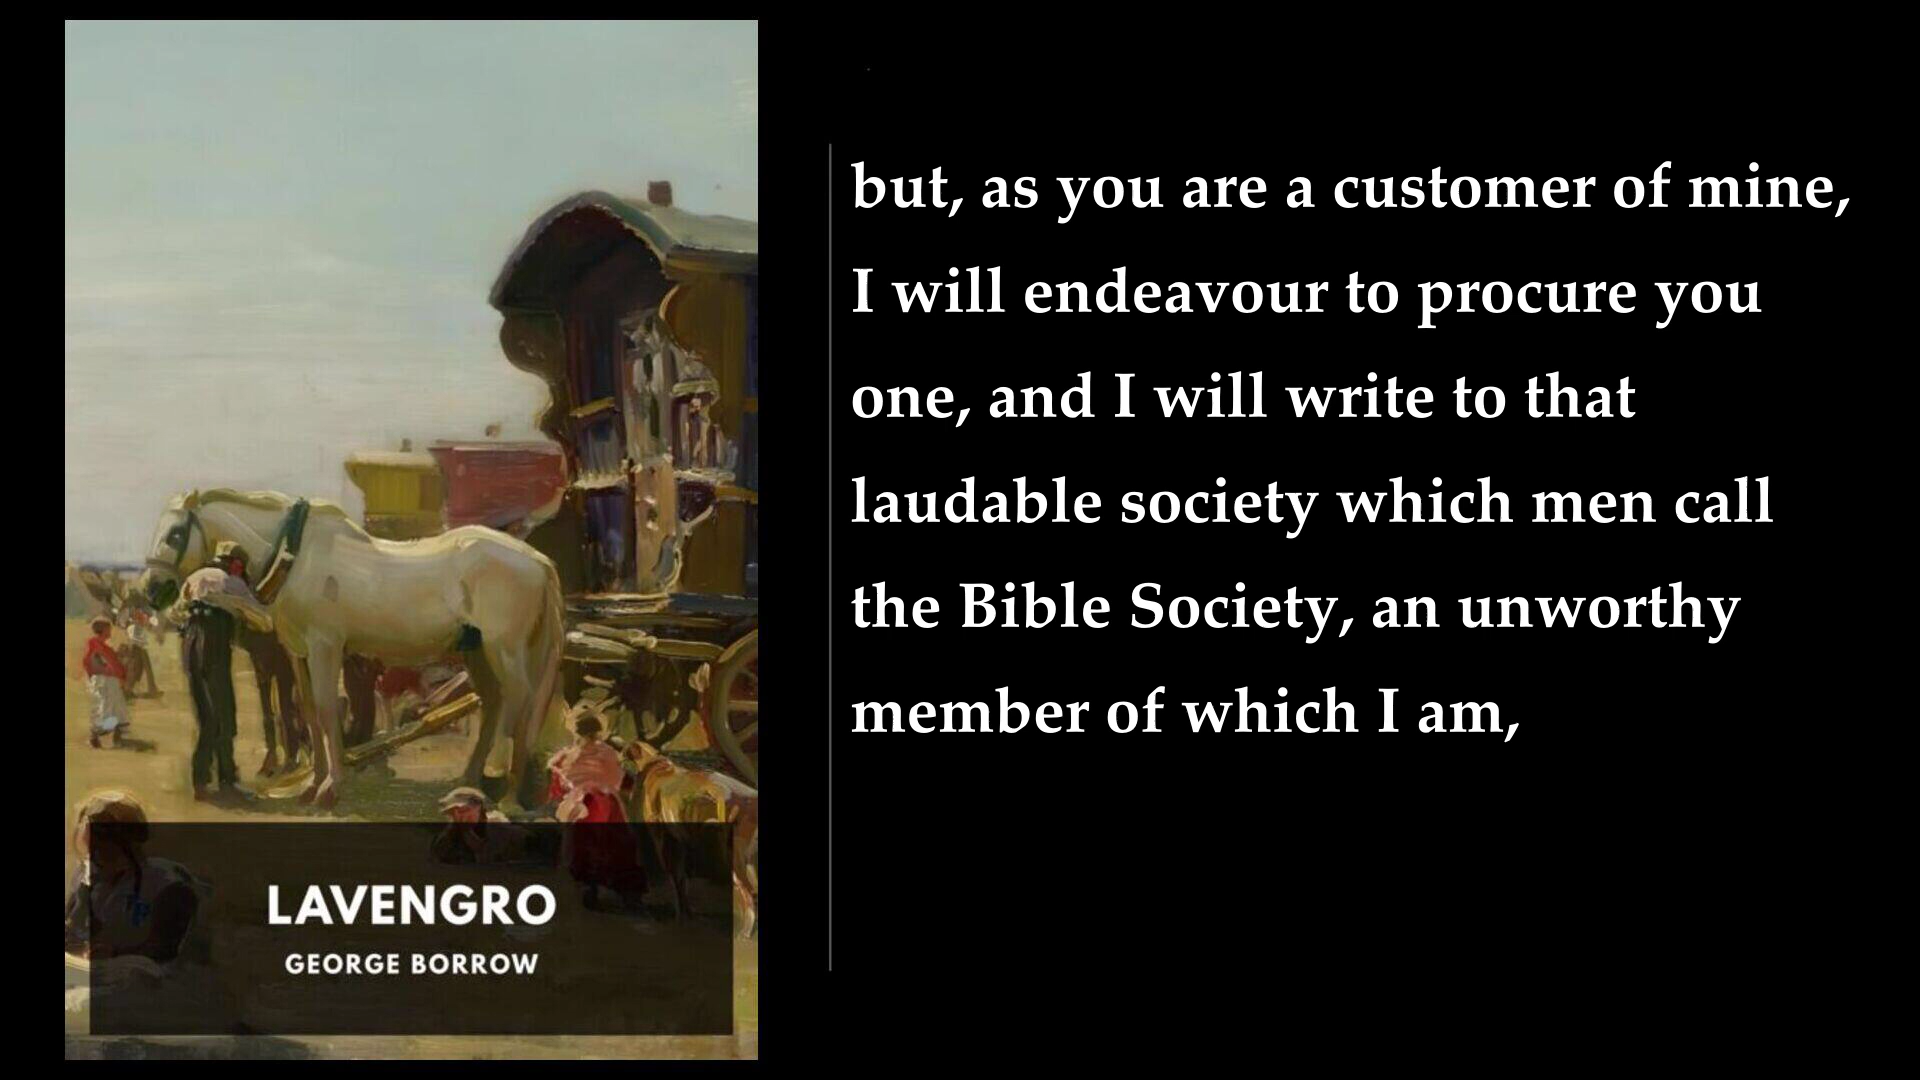 but, as you are a customer of mine,
I will endeavour to procure you
one, and I will write to that
laudable society which men call
the Bible Society, an unworthy
member of which I am,
LAVENGRO
GEORGE BORROW